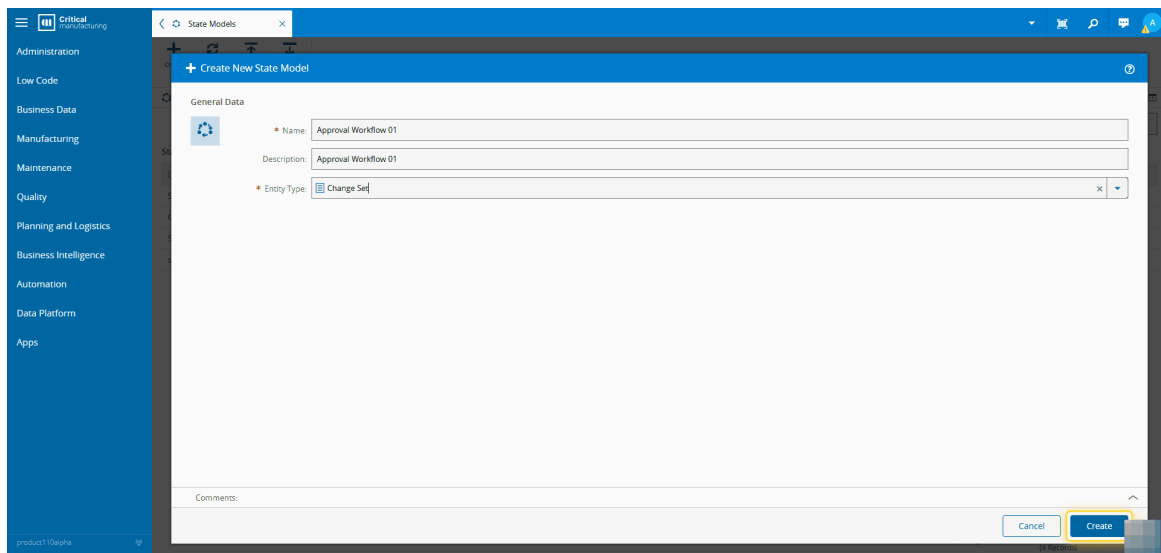 Critical
manufacturing
State Models
A
Administration
Low Code
Business Data
Manufacturing
Maintenance
Quality
Planning and Logistics
Business Intelligence
Automation
Data Platform
Apps
product110alpha
Create New State Model
General Data
* Name:
Approval Workflow 01
Description:
Approval Workflow 01
* Entity Type:
Change Set
Comments:
Cancel
Create